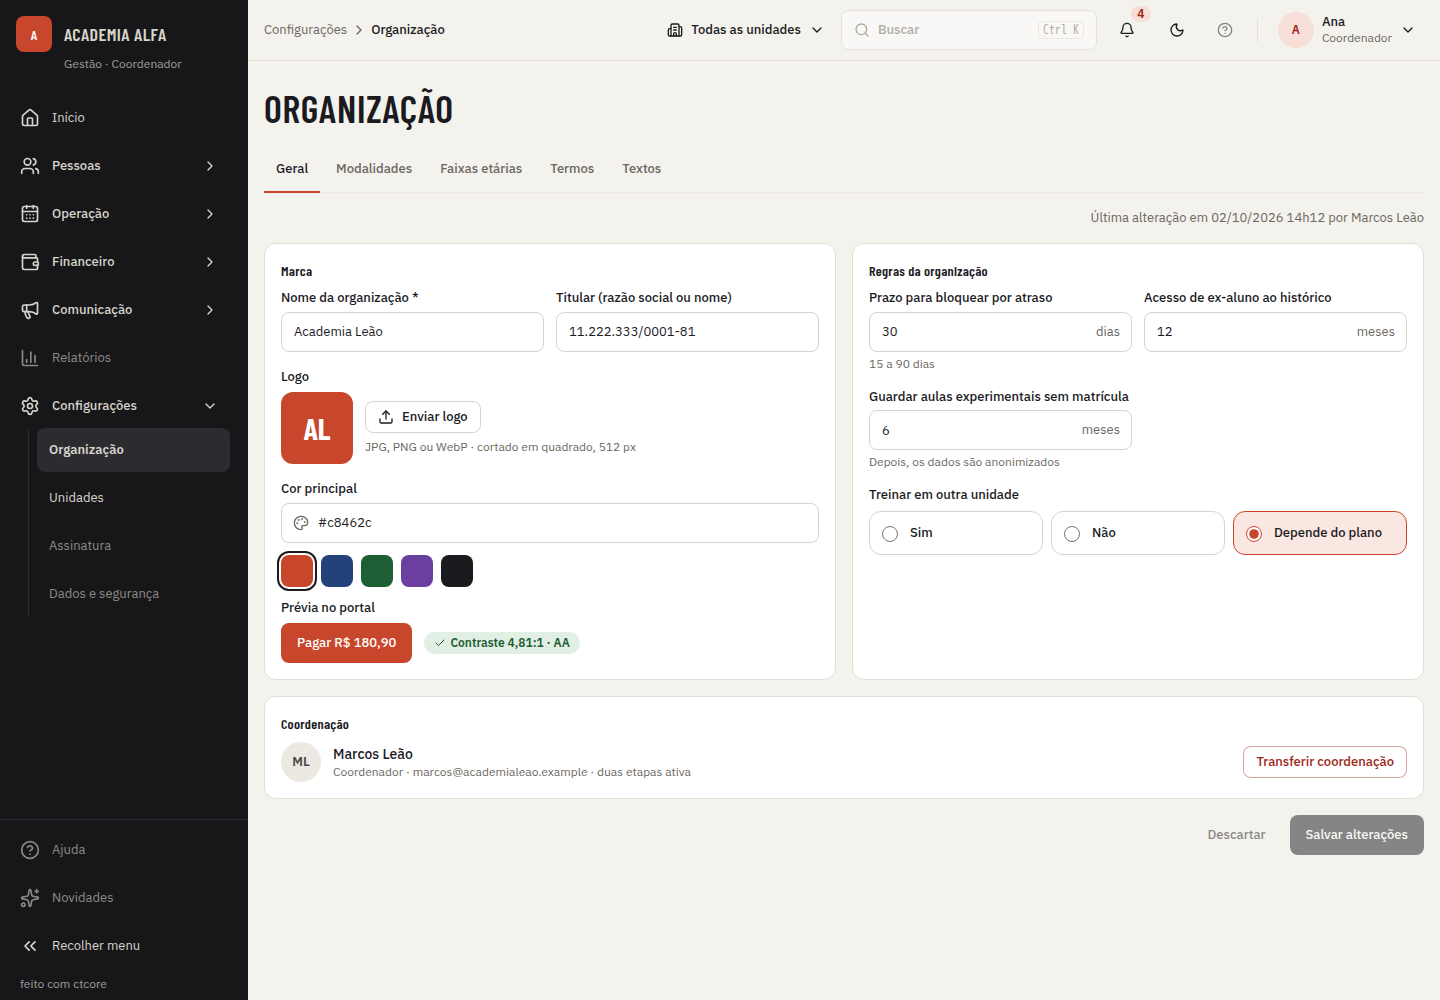 A
ACADEMIA ALFA
Gestão · Coordenador
Início
Pessoas
Operação
Financeiro
Comunicação
Relatórios
Configurações
Organização
Unidades
Assinatura
Dados e segurança
Ajuda
Novidades
Recolher menu
feito com ctcore
Configurações > Organização
Todas as unidades
Buscar
Ctrl K
4
A
Ana
Coordenador
ORGANIZAÇÃO
Geral Modalidades Faixas etárias Termos Textos
Última alteração em 02/10/2026 14h12 por Marcos Leão
Marca
Nome da organização * Titular (razão social ou nome)
Academia Leão 11.222.333/0001-81
Logo
AL
Enviar logo
JPG, PNG ou WebP · cortado em quadrado, 512 px
Cor principal
#c8462c
Prévia no portal
Pagar R$ 180,90 Contraste 4,81:1 · AA
Regras da organização
Prazo para bloquear por atraso Acesso de ex-aluno ao histórico
30 dias 12 meses
15 a 90 dias
Guardar aulas experimentais sem matrícula
6 meses
Depois, os dados são anonimizados
Treinar em outra unidade
Sim Não Depende do plano
Coordenação
ML
Marcos Leão
Coordenador · marcos@academialeao.example · duas etapas ativa
Transferir coordenação
Descartar Salvar alterações